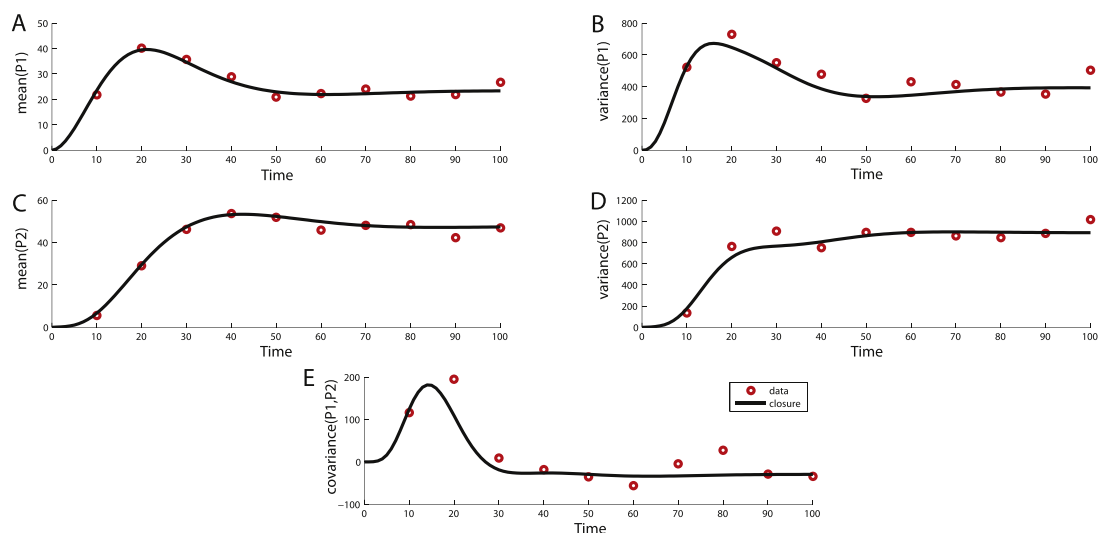 A
mean(P1)
50
40
30
20
10
0
0 10 20 30 40 50 60 70 80 90 100
Time
B
variance(P1)
800
600
400
200
0
0 10 20 30 40 50 60 70 80 90 100
Time
C
mean(P2)
60
40
20
0
0 10 20 30 40 50 60 70 80 90 100
Time
D
variance(P2)
1200
1000
800
600
400
200
0
0 10 20 30 40 50 60 70 80 90 100
Time
E
covariance(P1,P2)
200
100
0
−100
0 10 20 30 40 50 60 70 80 90 100
Time
data
closure